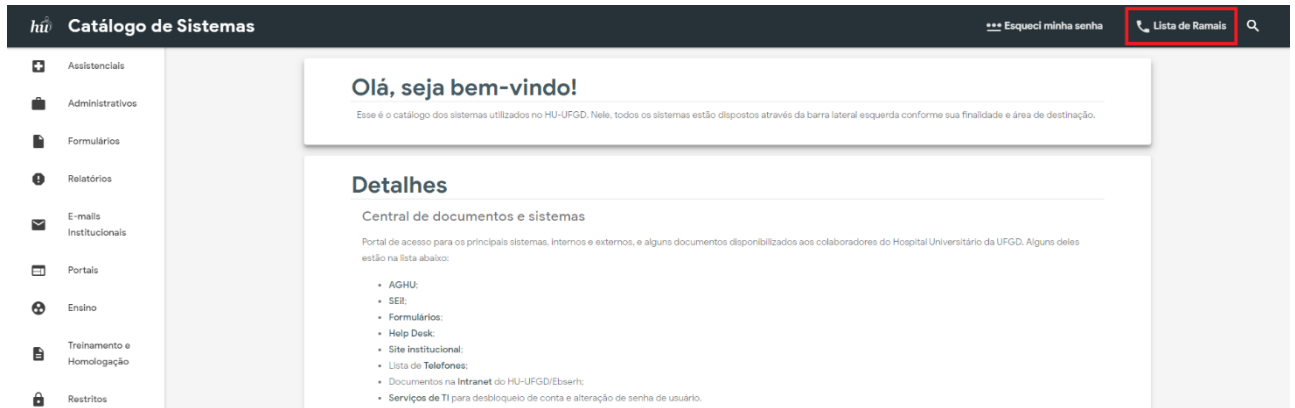 hu Catálogo de Sistemas
*** Esqueci minha senha
Lista de Ramais
Assistenciais
Administrativos
Formulários
Relatórios
E-mails
Institucionais
Portais
Ensino
Treinamento e
Homologação
Restritos
Olá, seja bem-vindo!
Esse é o catálogo dos sistemas utilizados no HU-UFGD. Nele, todos os sistemas estão dispostos através da barra lateral esquerda conforme sua finalidade e área de destinação.
Detalhes
Central de documentos e sistemas
Portal de acesso para os principais sistemas, internos e externos, e alguns documentos disponibilizados aos colaboradores do Hospital Universitário da UFGD. Alguns deles
estão na lista abaixo:
• AGHU;
• SEI!;
• Formulários;
• Help Desk;
• Site institucional;
• Lista de Telefones;
• Documentos na Intranet do HU-UFGD/Ebserh;
• Serviços de TI para desbloqueio de conta e alteração de senha de usuário.